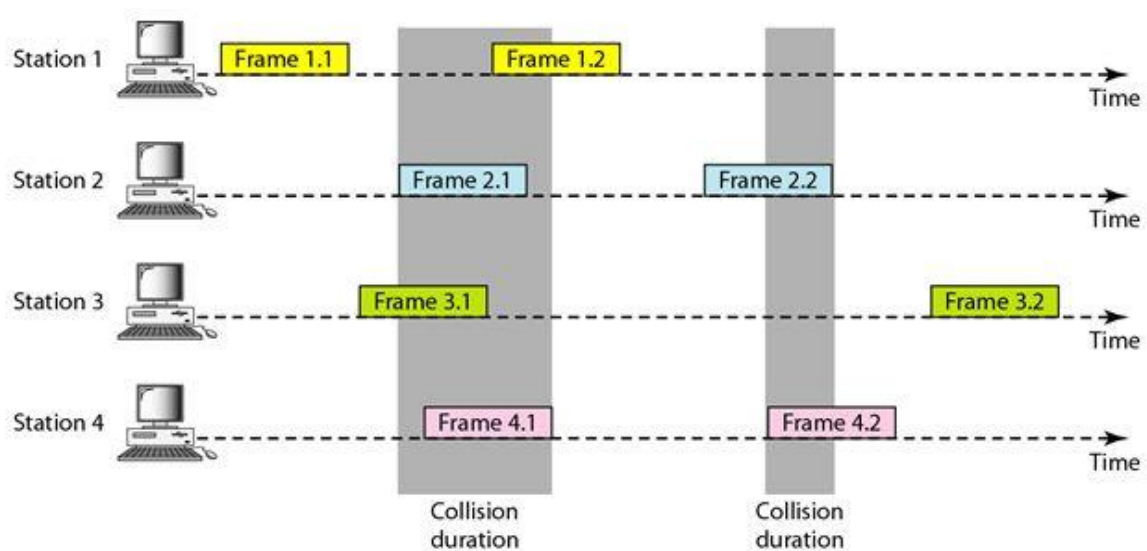 Station 1
Frame 1.1
Frame 1.2
Time
Station 2
Frame 2.1
Frame 2.2
Time
Station 3
Frame 3.1
Frame 3.2
Time
Station 4
Frame 4.1
Frame 4.2
Time
Collision
duration
Collision
duration